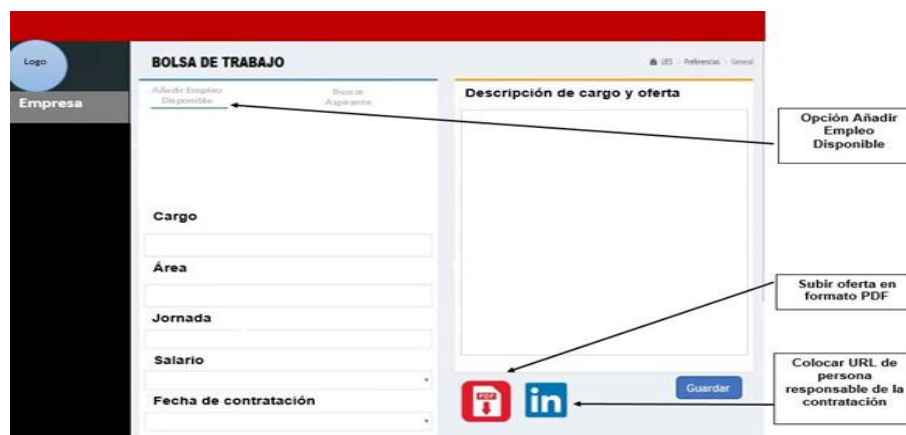 Logo
Empresa
BOLSA DE TRABAJO
UES - Preferencias - General
Añadir Empleo
Disponible
Buscar
Aspirante
Descripción de cargo y oferta
Cargo
Área
Jornada
Salario
Fecha de contratación
PDF
in
Guardar
Opción Añadir
Empleo
Disponible
Subir oferta en
formato PDF
Colocar URL de
persona
responsable de la
contratación